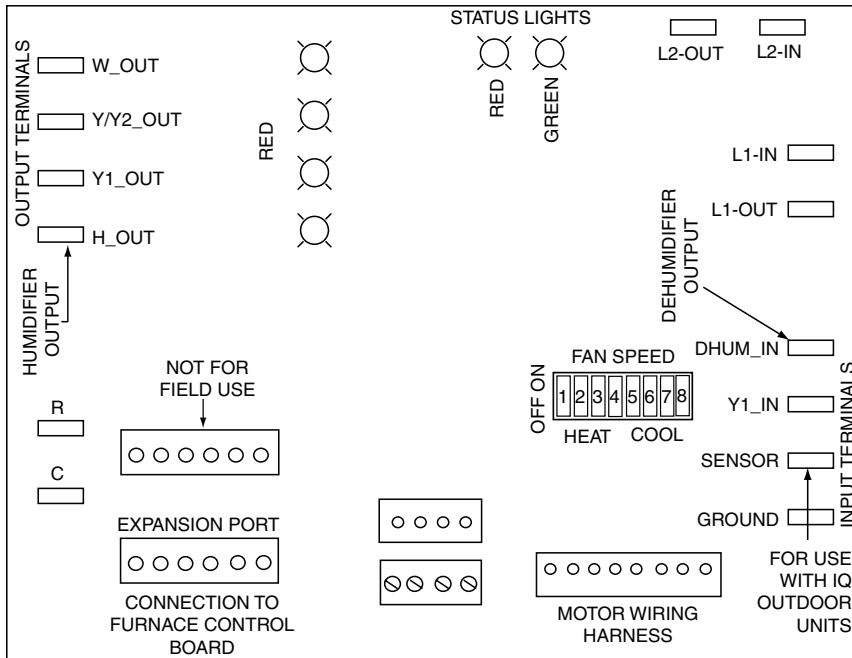 STATUS LIGHTS
L2-OUT
L2-IN
RED
GREEN
OUTPUT TERMINALS
W_OUT
Y/Y2_OUT
Y1_OUT
H_OUT
RED
HUMIDIFIER
OUTPUT
L1-IN
L1-OUT
DEHUMIDIFIER
OUTPUT
DHUM_IN
Y1_IN
SENSOR
GROUND
INPUT TERMINALS
FOR USE
WITH IQ
OUTDOOR
UNITS
FAN SPEED
OFF ON
1 2 3 4 5 6 7 8
HEAT COOL
NOT FOR
FIELD USE
R
C
EXPANSION PORT
CONNECTION TO
FURNACE CONTROL
BOARD
MOTOR WIRING
HARNESS